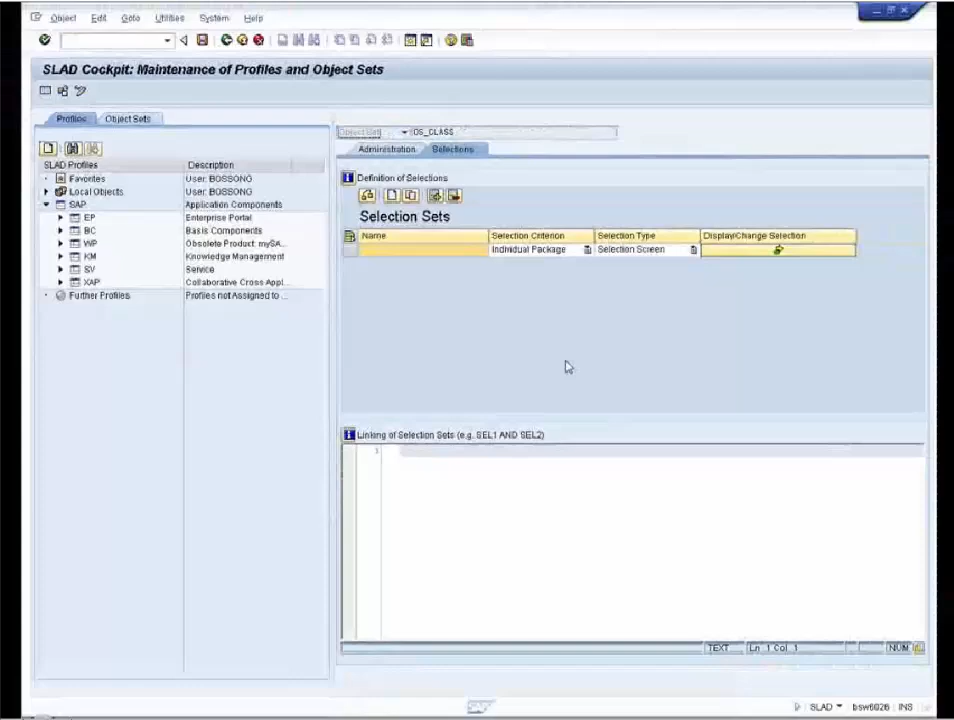 Object Edit Goto Utilities System Help
SLAD Cockpit: Maintenance of Profiles and Object Sets
Profiles Object Sets
Object Set OS_CLASS
Administration Selections
SLAD Profiles Description
Favorites User: BOSSONG
Local Objects User: BOSSONG
SAP Application Components
EP Enterprise Portal
BC Basis Components
WP Obsolete Product: mySA...
KM Knowledge Management
SV Service
XAP Collaborative Cross Appl...
Further Profiles Profiles not Assigned to ...
Definition of Selections
Selection Sets
Name Selection Criterion Selection Type Display/Change Selection
Individual Package Selection Screen
Linking of Selection Sets (e.g. SEL1 AND SEL2)
1
TEXT Ln 1 Col 1 NUM
SAP SLAD bsw6026 INS